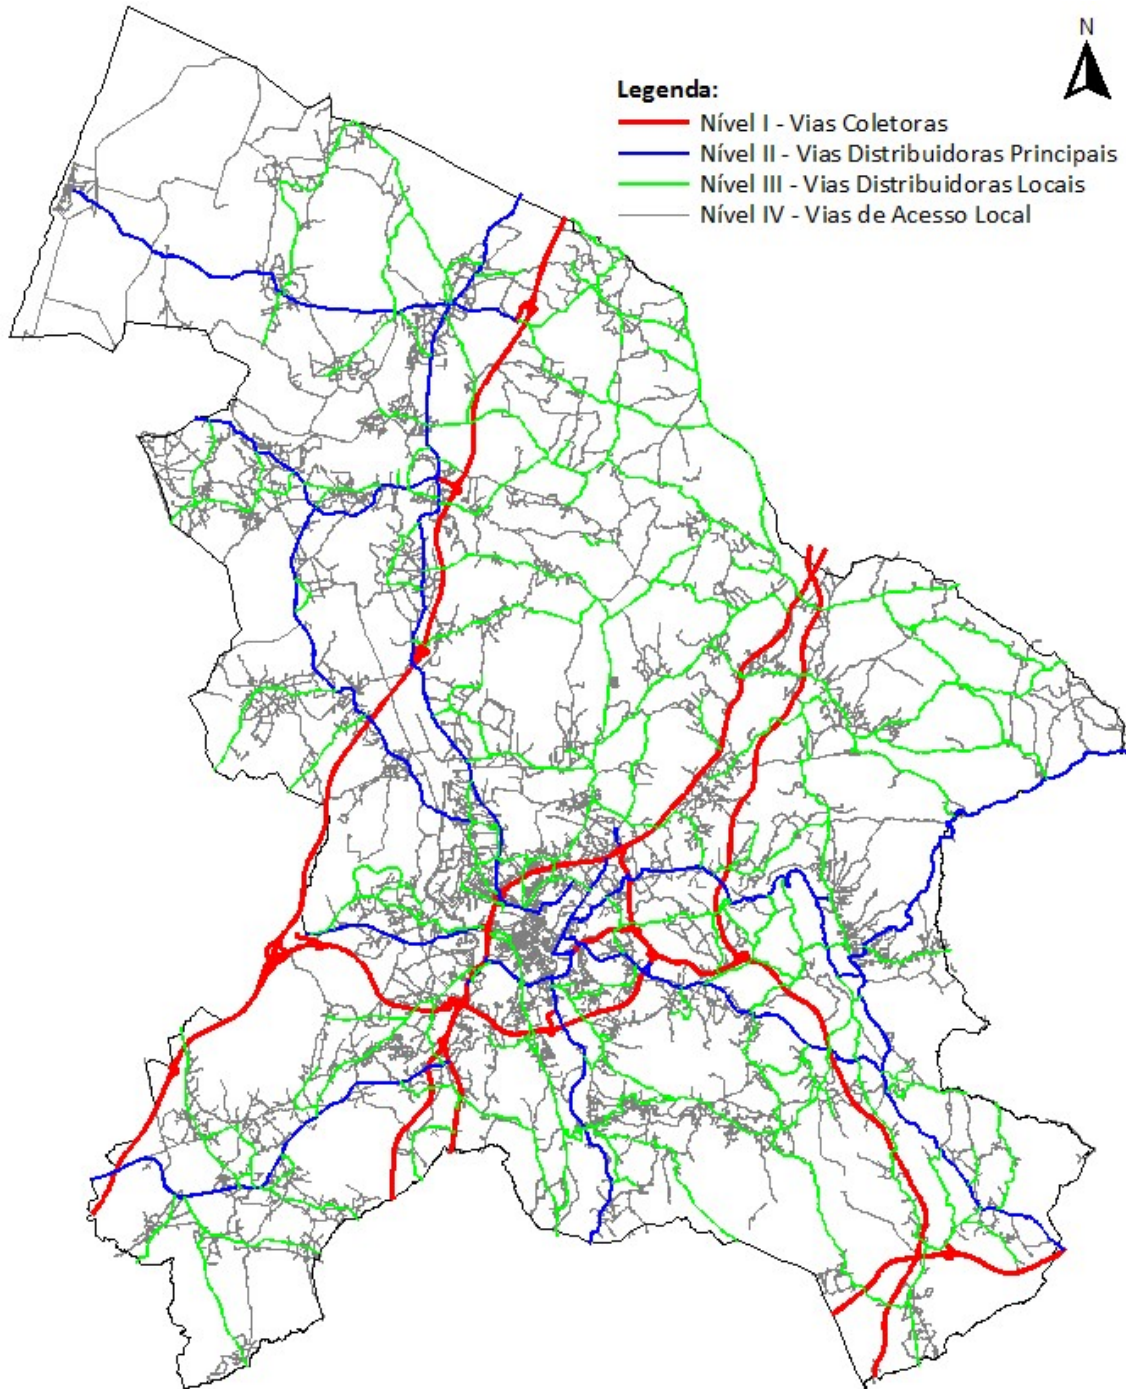 N
Legenda:
Nível I - Vias Coletoras
Nível II - Vias Distribuidoras Principais
Nível III - Vias Distribuidoras Locais
Nível IV - Vias de Acesso Local